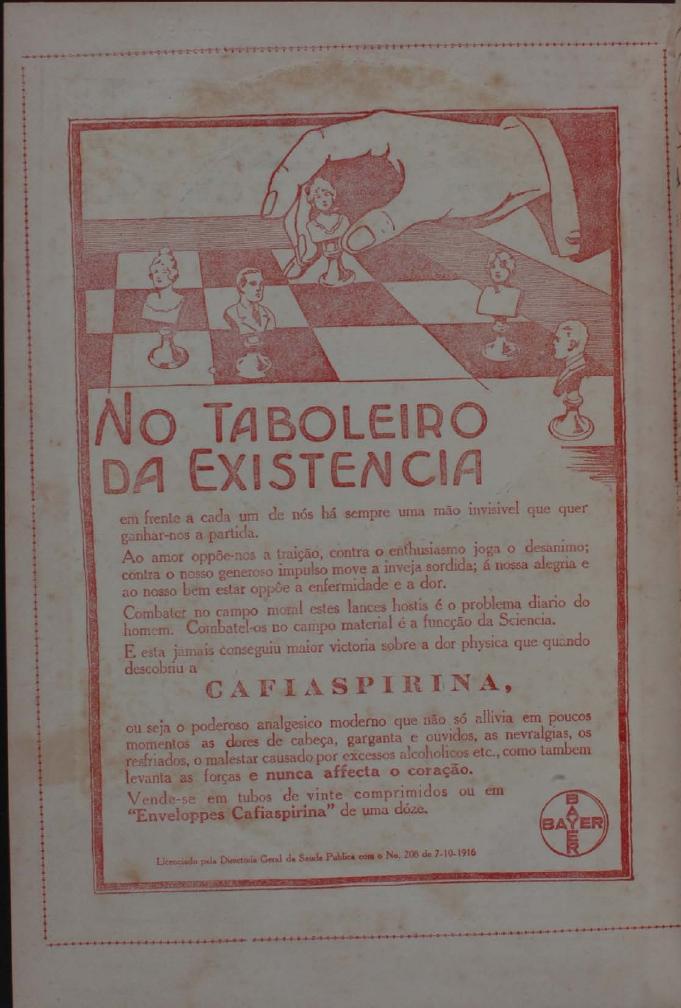 NO TABOLEIRO
DA EXISTENCIA
em frente a cada um de nós há sempre uma mão invisivel que quer
ganhar-nos a partida.
Ao amor oppõe-nos a traição, contra o enthusiasmo joga o desanimo;
contra o nosso generoso impulso move a inveja sordida; á nossa alegria e
ao nosso bem estar oppõe a enfermidade e a dor.
Combater no campo moral estes lances hostis é o problema diario do
homem. Combatel-os no campo material é a funcção da Sciencia.
E esta jamais conseguiu maior victoria sobre a dor physica que quando
descobriu a
CAFIASPIRINA,
ou seja o poderoso analgesico moderno que não só allivia em poucos
momentos as dores de cabeça, garganta e ouvidos, as nevralgias, os
resfriados, o malestar causado por excessos alcoholicos etc., como tambem
levanta as forças e nunca affecta o coração.
Vende-se em tubos de vinte comprimidos ou em
"Enveloppes Cafiaspirina" de uma dóze.
BAYER
BAYER
Licenciado pela Directoria Geral da Saude Publica com o No. 208 de 7-10-1916